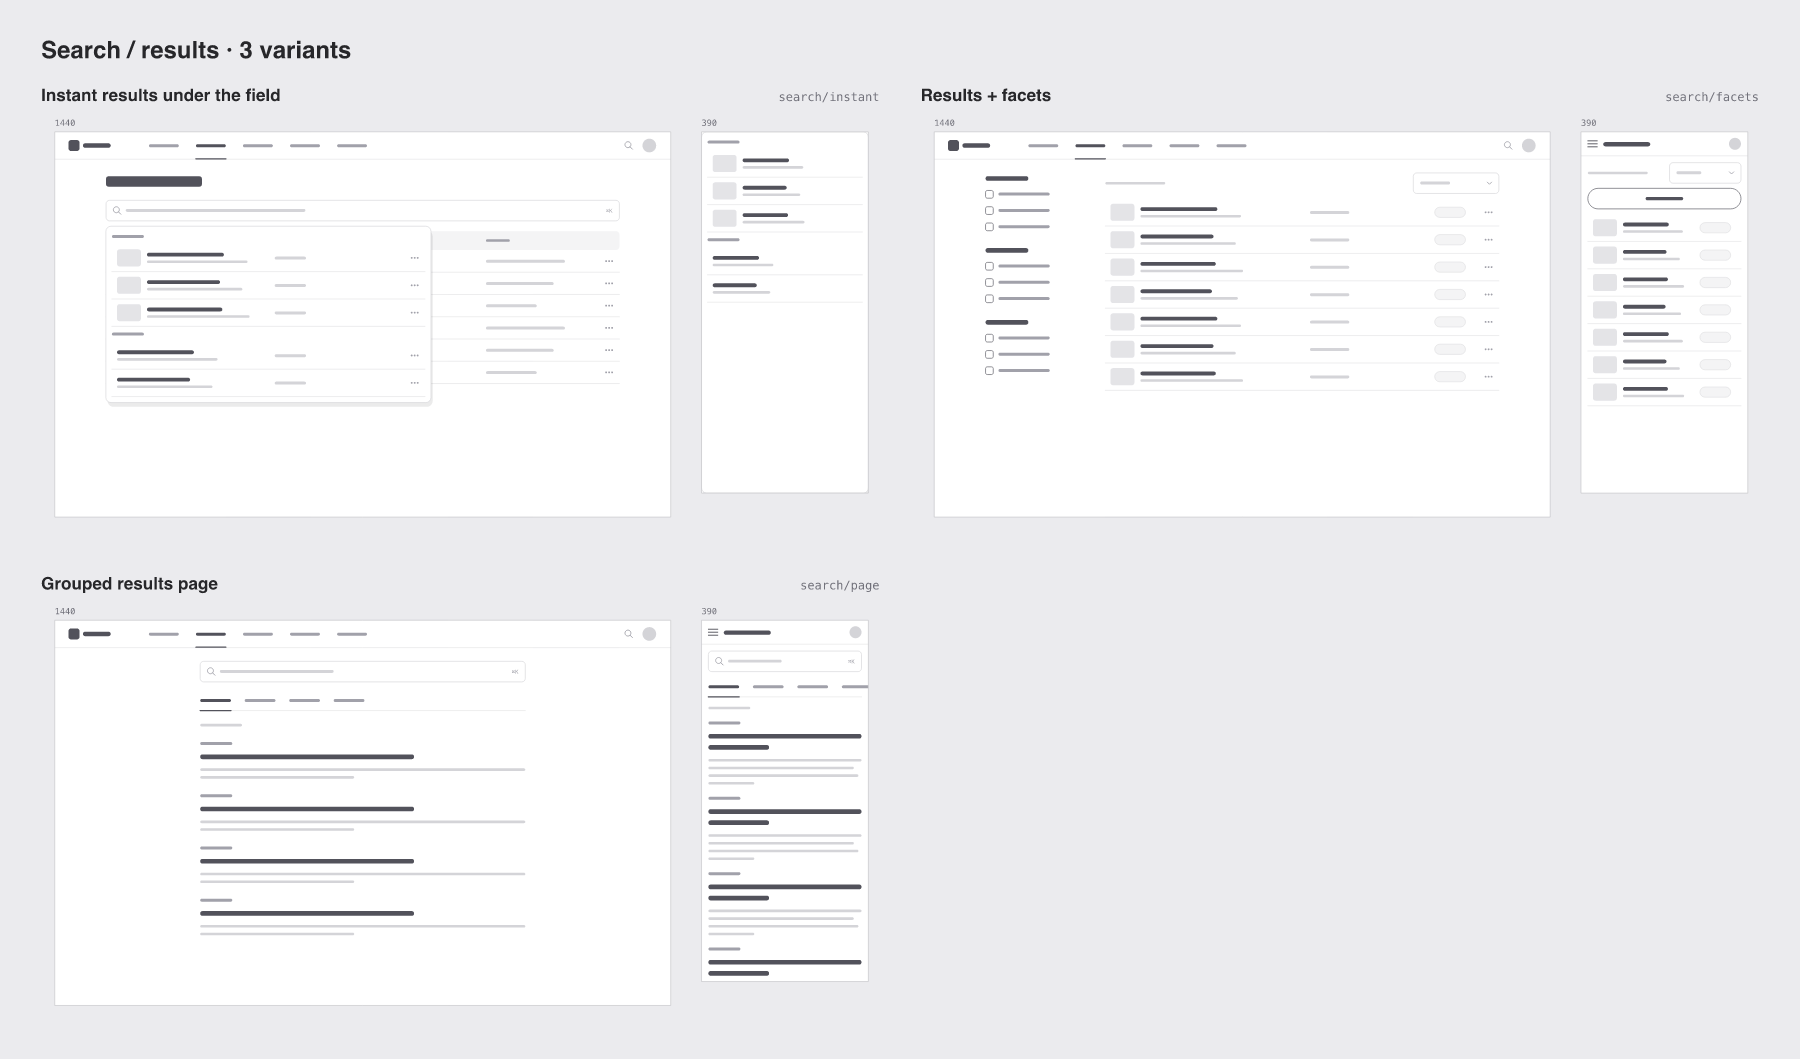 Search / results · 3 variants
Instant results under the field
search/instant
1440
390
⌘K
Results + facets
search/facets
1440
390
Grouped results page
search/page
1440
390
⌘K
⌘K